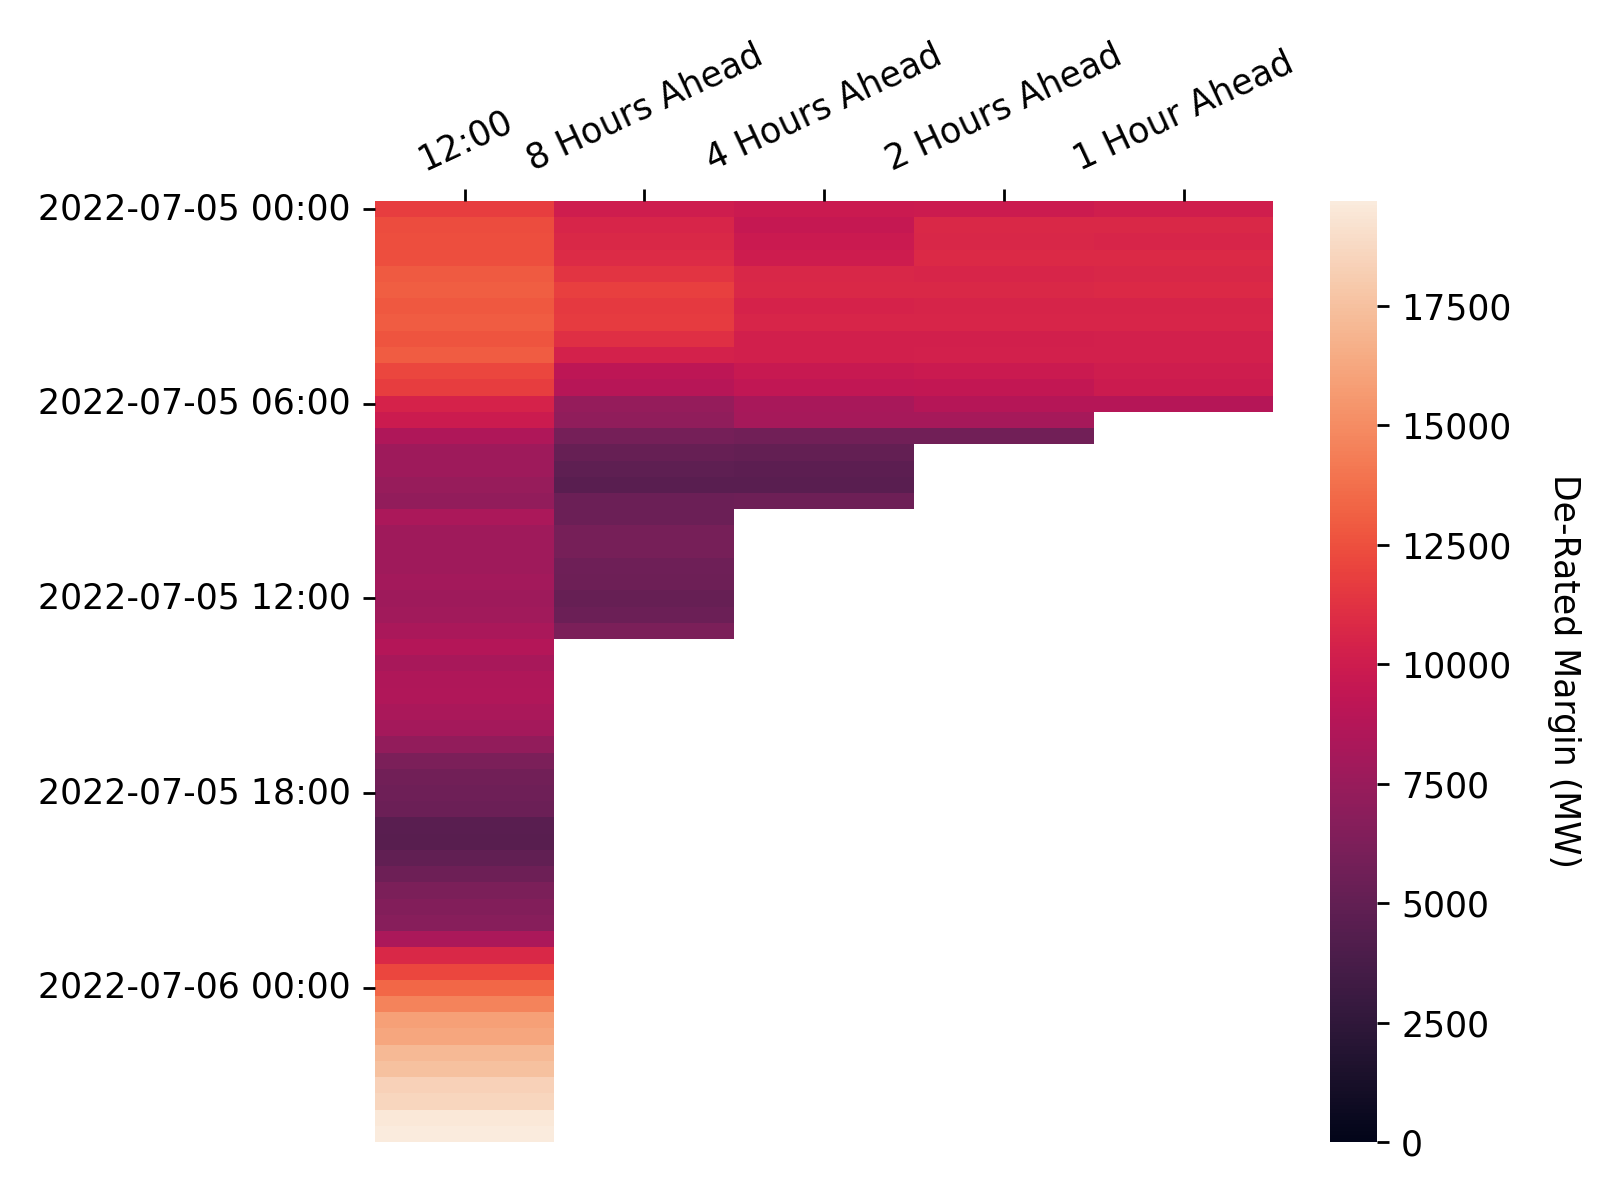 12:00
8 Hours Ahead
4 Hours Ahead
2 Hours Ahead
1 Hour Ahead
2022-07-05 00:00
2022-07-05 06:00
2022-07-05 12:00
2022-07-05 18:00
2022-07-06 00:00
17500
15000
12500
10000
7500
5000
2500
0
De-Rated Margin (MW)